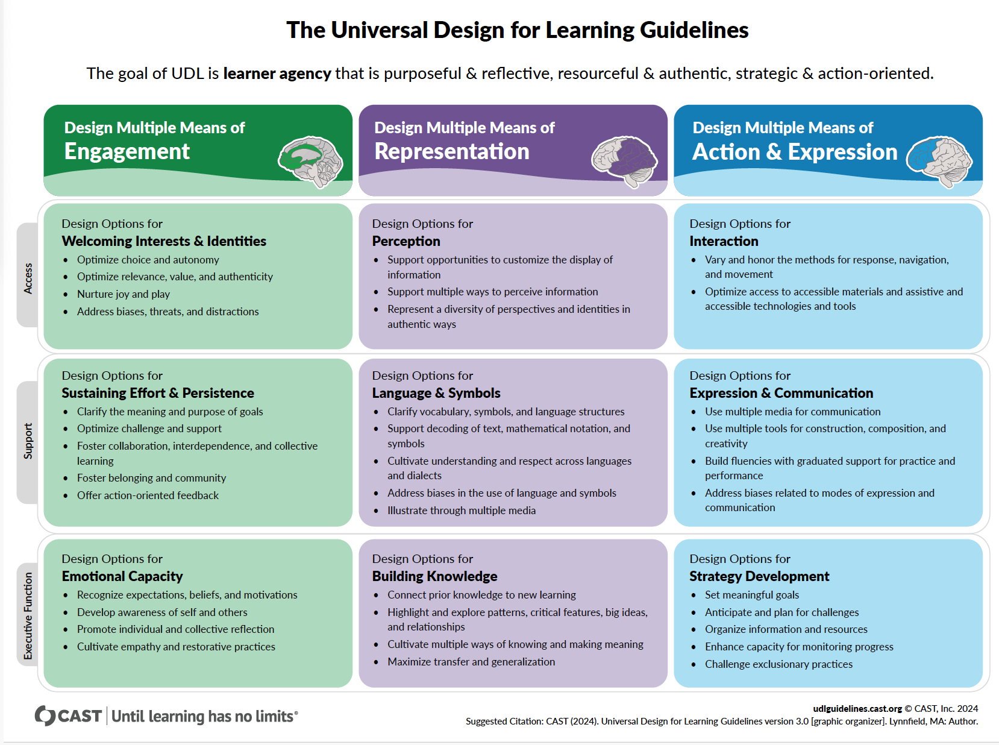 The Universal Design for Learning Guidelines
The goal of UDL is learner agency that is purposeful & reflective, resourceful & authentic, strategic & action-oriented.
Design Multiple Means of
Engagement
Design Multiple Means of
Representation
Design Multiple Means of
Action & Expression
Access
Design Options for
Welcoming Interests & Identities
• Optimize choice and autonomy
• Optimize relevance, value, and authenticity
• Nurture joy and play
• Address biases, threats, and distractions
Design Options for
Perception
• Support opportunities to customize the display of
information
• Support multiple ways to perceive information
• Represent a diversity of perspectives and identities in
authentic ways
Design Options for
Interaction
• Vary and honor the methods for response, navigation,
and movement
• Optimize access to accessible materials and assistive and
accessible technologies and tools
Support
Design Options for
Sustaining Effort & Persistence
• Clarify the meaning and purpose of goals
• Optimize challenge and support
• Foster collaboration, interdependence, and collective
learning
• Foster belonging and community
• Offer action-oriented feedback
Design Options for
Language & Symbols
• Clarify vocabulary, symbols, and language structures
• Support decoding of text, mathematical notation, and
symbols
• Cultivate understanding and respect across languages
and dialects
• Address biases in the use of language and symbols
• Illustrate through multiple media
Design Options for
Expression & Communication
• Use multiple media for communication
• Use multiple tools for construction, composition, and
creativity
• Build fluencies with graduated support for practice and
performance
• Address biases related to modes of expression and
communication
Executive Function
Design Options for
Emotional Capacity
• Recognize expectations, beliefs, and motivations
• Develop awareness of self and others
• Promote individual and collective reflection
• Cultivate empathy and restorative practices
Design Options for
Building Knowledge
• Connect prior knowledge to new learning
• Highlight and explore patterns, critical features, big ideas,
and relationships
• Cultivate multiple ways of knowing and making meaning
• Maximize transfer and generalization
Design Options for
Strategy Development
• Set meaningful goals
• Anticipate and plan for challenges
• Organize information and resources
• Enhance capacity for monitoring progress
• Challenge exclusionary practices
CAST | Until learning has no limits®
udlguidelines.cast.org © CAST, Inc. 2024
Suggested Citation: CAST (2024). Universal Design for Learning Guidelines version 3.0 [graphic organizer]. Lynnfield, MA: Author.